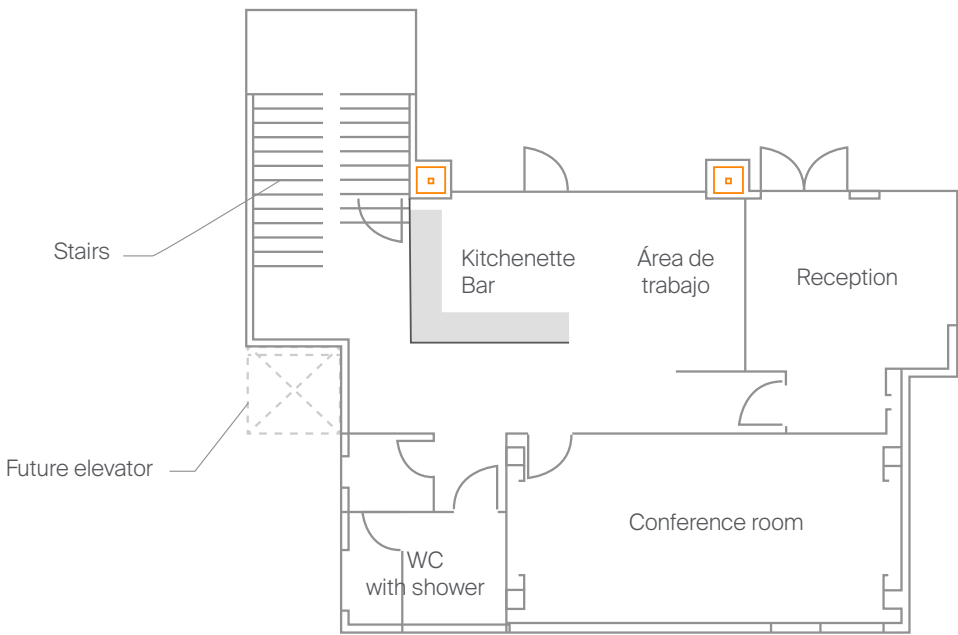 Stairs
Kitchenette
Bar
Área de
trabajo
Reception
Future elevator
Conference room
WC
with shower